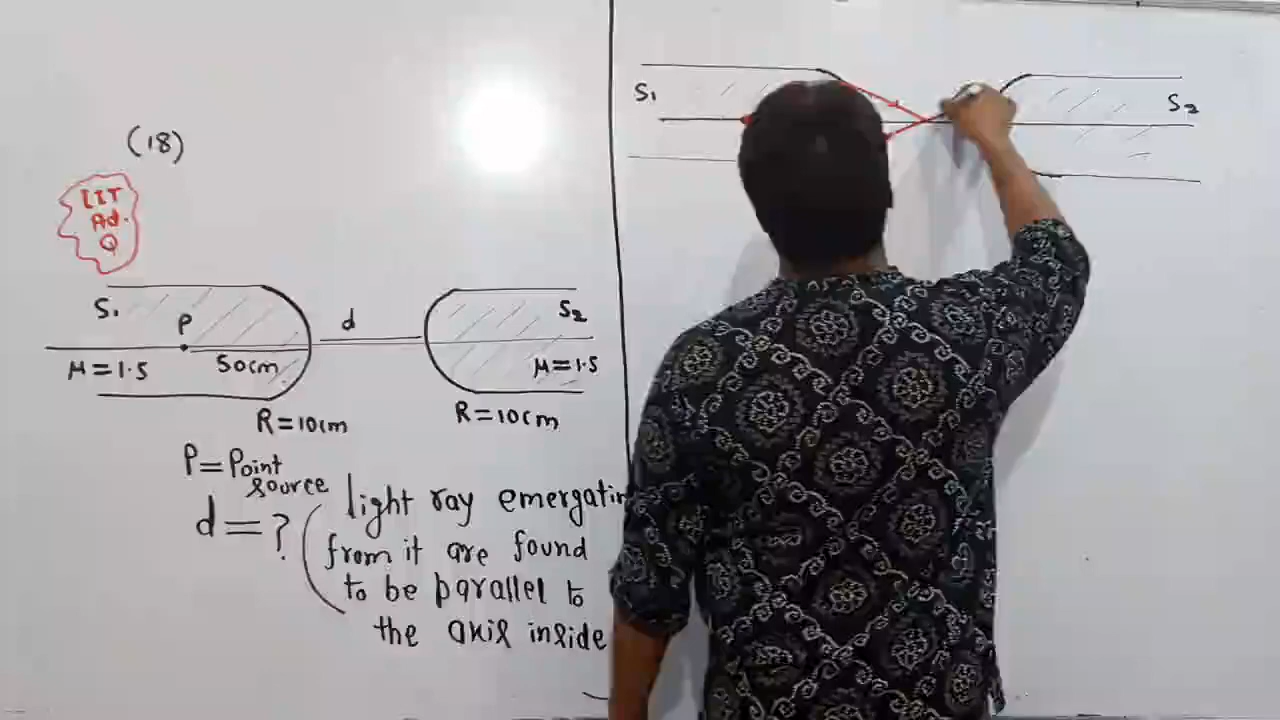 (18)
IIT
Ad.
Q
S₁
P
d
S₂
μ = 1.5
50cm
μ = 1.5
R = 10cm
R = 10cm
P = Point
source
d = ?
light ray emergatin
from it are found
to be parallel to
the axis inside
S₁
S₂